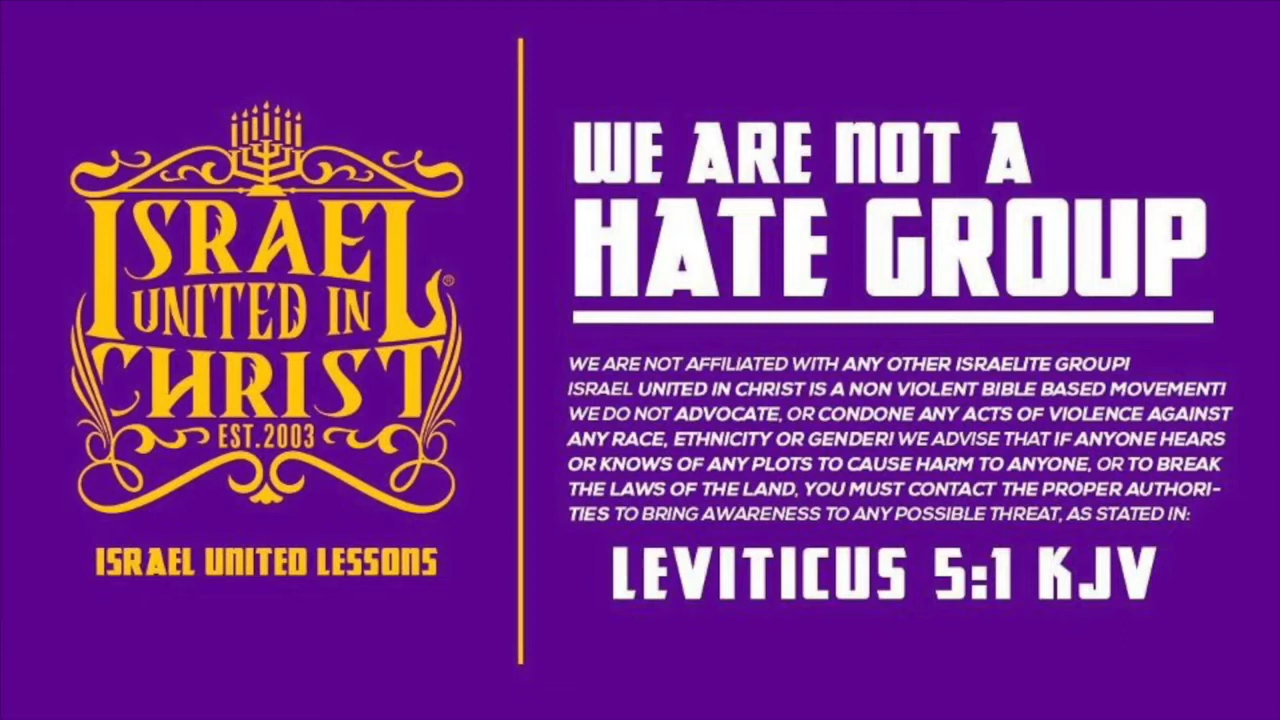 ISRAEL
UNITED IN
CHRIST
®
EST.2003
ISRAEL UNITED LESSONS
WE ARE NOT A
HATE GROUP
WE ARE NOT AFFILIATED WITH ANY OTHER ISRAELITE GROUP!
ISRAEL UNITED IN CHRIST IS A NON VIOLENT BIBLE BASED MOVEMENT!
WE DO NOT ADVOCATE, OR CONDONE ANY ACTS OF VIOLENCE AGAINST
ANY RACE, ETHNICITY OR GENDER! WE ADVISE THAT IF ANYONE HEARS
OR KNOWS OF ANY PLOTS TO CAUSE HARM TO ANYONE, OR TO BREAK
THE LAWS OF THE LAND, YOU MUST CONTACT THE PROPER AUTHORI-
TIES TO BRING AWARENESS TO ANY POSSIBLE THREAT, AS STATED IN:
LEVITICUS 5:1 KJV